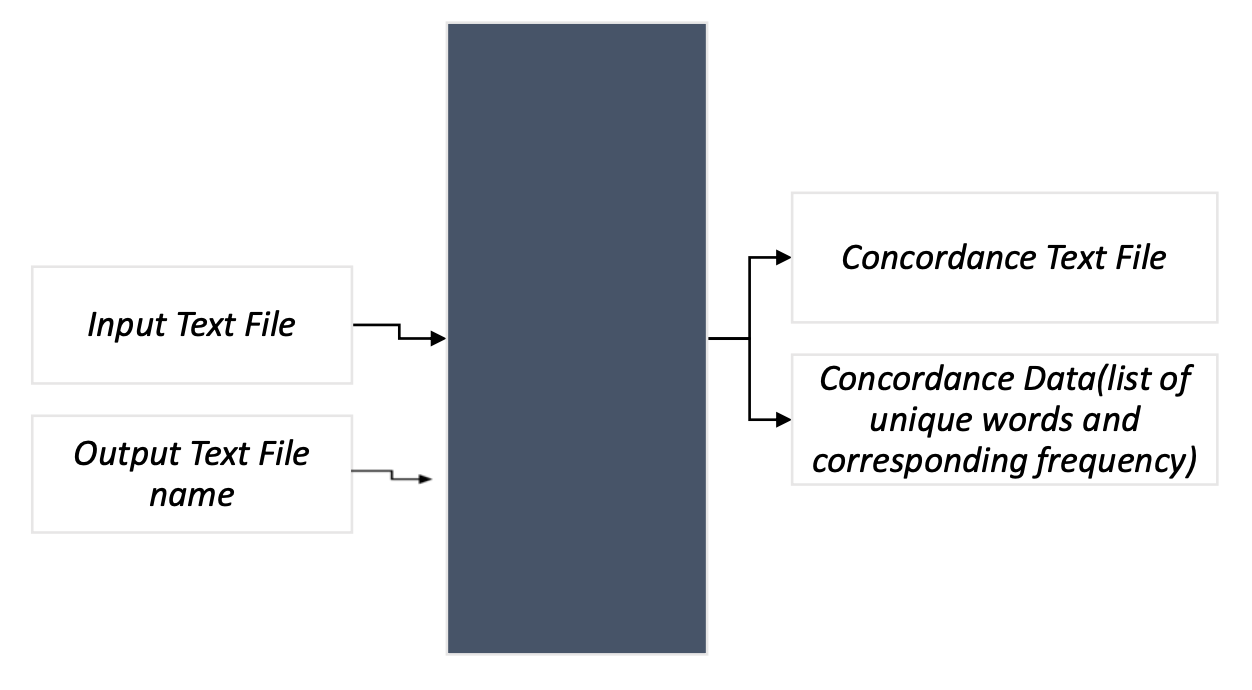 Input Text File
Output Text File
name
Concordance Text File
Concordance Data(list of
unique words and
corresponding frequency)